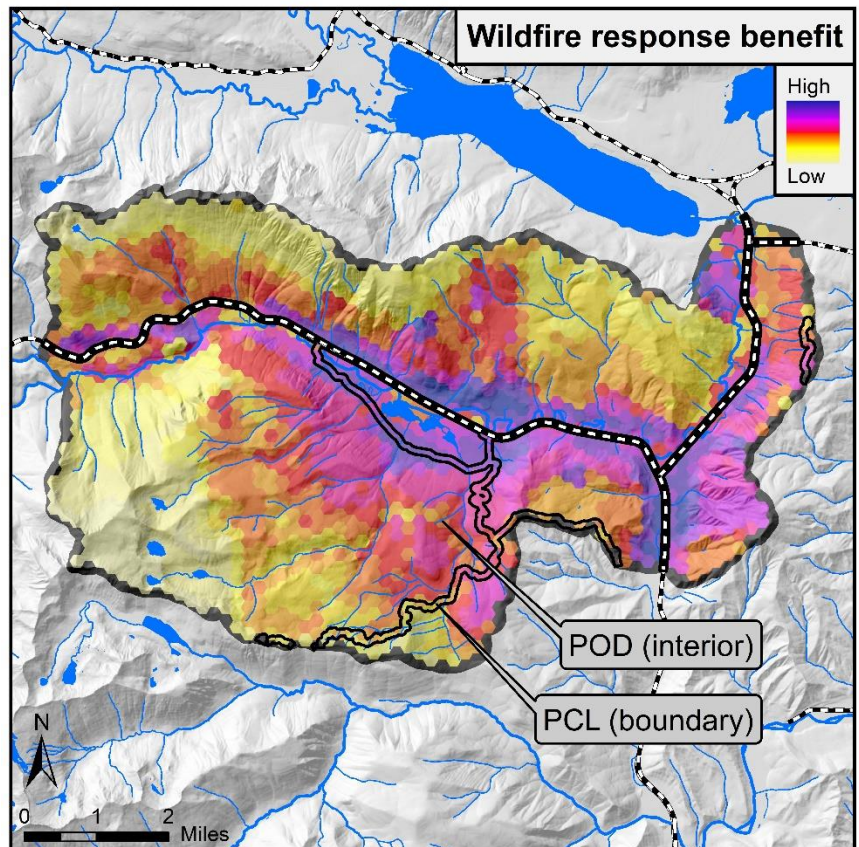 Wildfire response benefit
High
Low
POD (interior)
PCL (boundary)
N
0 1 2
Miles